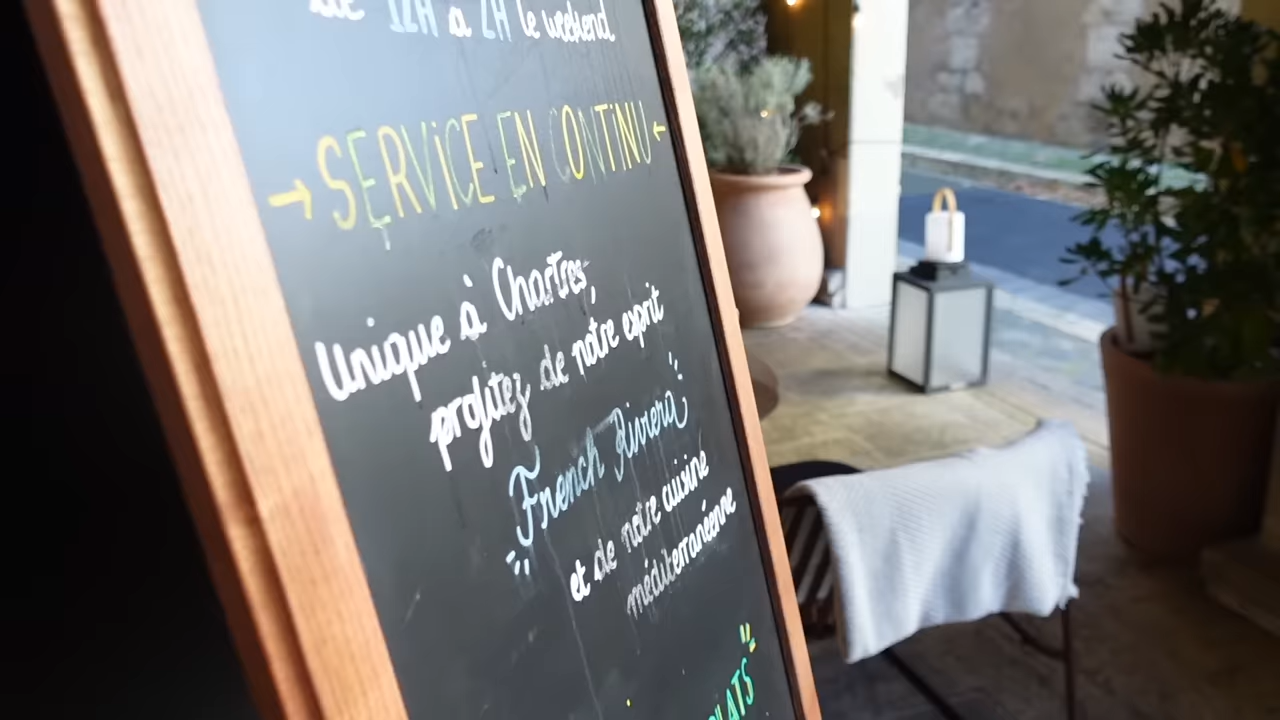 de 12H à 2H le weekend
→ SERVICE EN CONTINU ←
Unique à Chartres,
profitez de notre esprit
French Riviera
et de notre cuisine
méditerranéenne